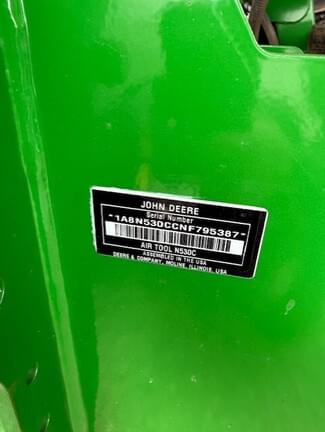 JOHN DEERE
Serial Number
*1A8N530CCNF795387*
AIR TOOL N530C
ASSEMBLED IN THE USA
DEERE & COMPANY, MOLINE, ILLINOIS, USA